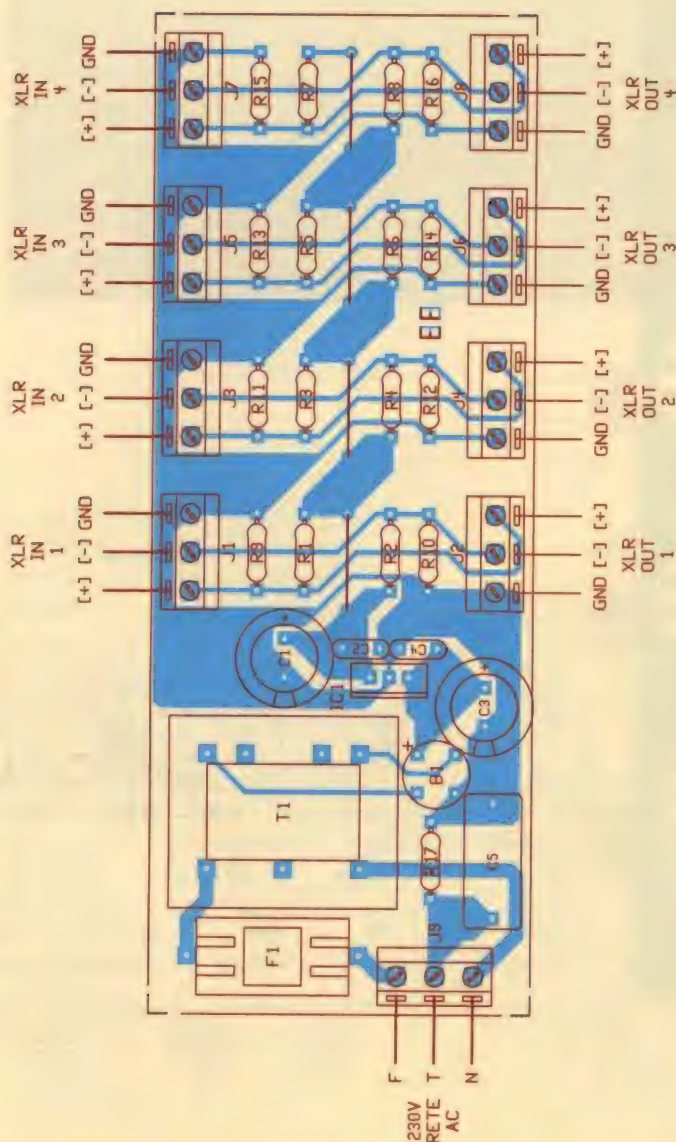 XLR
IN
4
[+] [-] GND
J7
R15
R7
R8
R16
J8
GND [-] [+]
XLR
OUT
4
XLR
IN
3
[+] [-] GND
J5
R13
R5
R6
R14
J6
GND [-] [+]
XLR
OUT
3
XLR
IN
2
[+] [-] GND
J3
R11
R3
R4
R12
J4
GND [-] [+]
XLR
OUT
2
XLR
IN
1
[+] [-] GND
J1
R9
R1
R2
R10
J2
GND [-] [+]
XLR
OUT
1
C1
+
C2
C4
IC1
C3
+
B1
+
T1
R17
C5
F1
J9
F
T
N
230V
RETE
AC